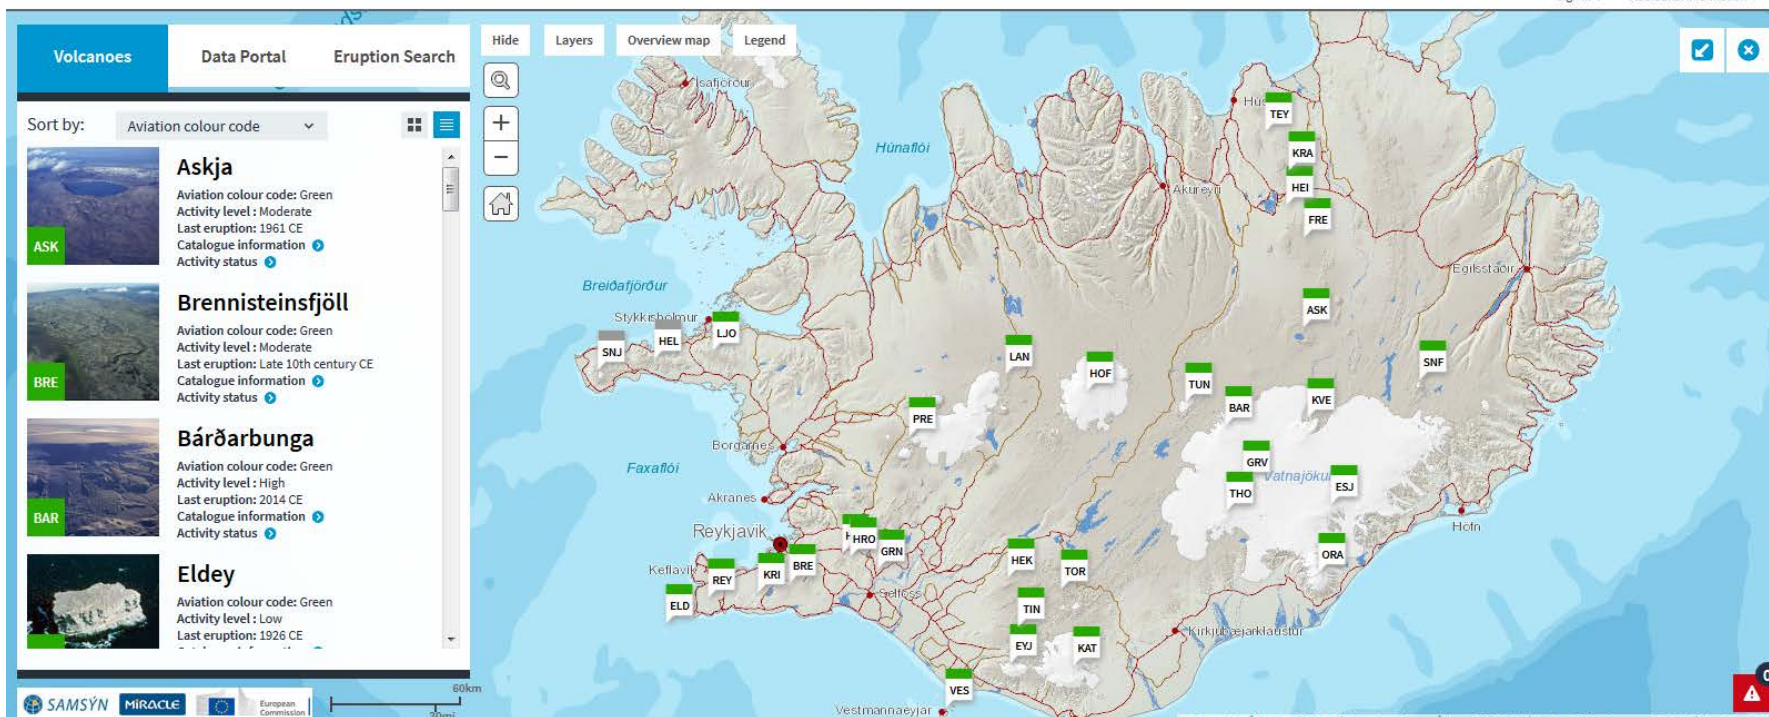 Volcanoes
Data Portal
Eruption Search
Hide
Layers
Overview map
Legend
Sort by:
Aviation colour code
Askja
Aviation colour code: Green
Activity level : Moderate
Last eruption: 1961 CE
Catalogue information
Activity status
ASK
Brennisteinsfjöll
Aviation colour code: Green
Activity level : Moderate
Last eruption: Late 10th century CE
Catalogue information
Activity status
BRE
Bárðarbunga
Aviation colour code: Green
Activity level : High
Last eruption: 2014 CE
Catalogue information
Activity status
BAR
Eldey
Aviation colour code: Green
Activity level : Low
Last eruption: 1926 CE
SAMSÝN
MIRACLE
European
Commission
60km
Ísafjörður
Húnaflói
Akureyri
TEY
KRA
HEI
FRE
Egilsstaðir
Breiðafjörður
Stykkishólmur
SNJ
HEL
LJO
ASK
LAN
HOF
TUN
BAR
KVE
SNF
PRE
Borgarnes
Faxaflói
GRV
THO
ESJ
Akranes
Höfn
Reykjavík
HRO
GRN
ORA
Keflavík
REY
KRI
BRE
HEK
TOR
ELD
Selfoss
TIN
Kirkjubæjarklaustur
EYJ
KAT
VES
Vestmannaeyjar